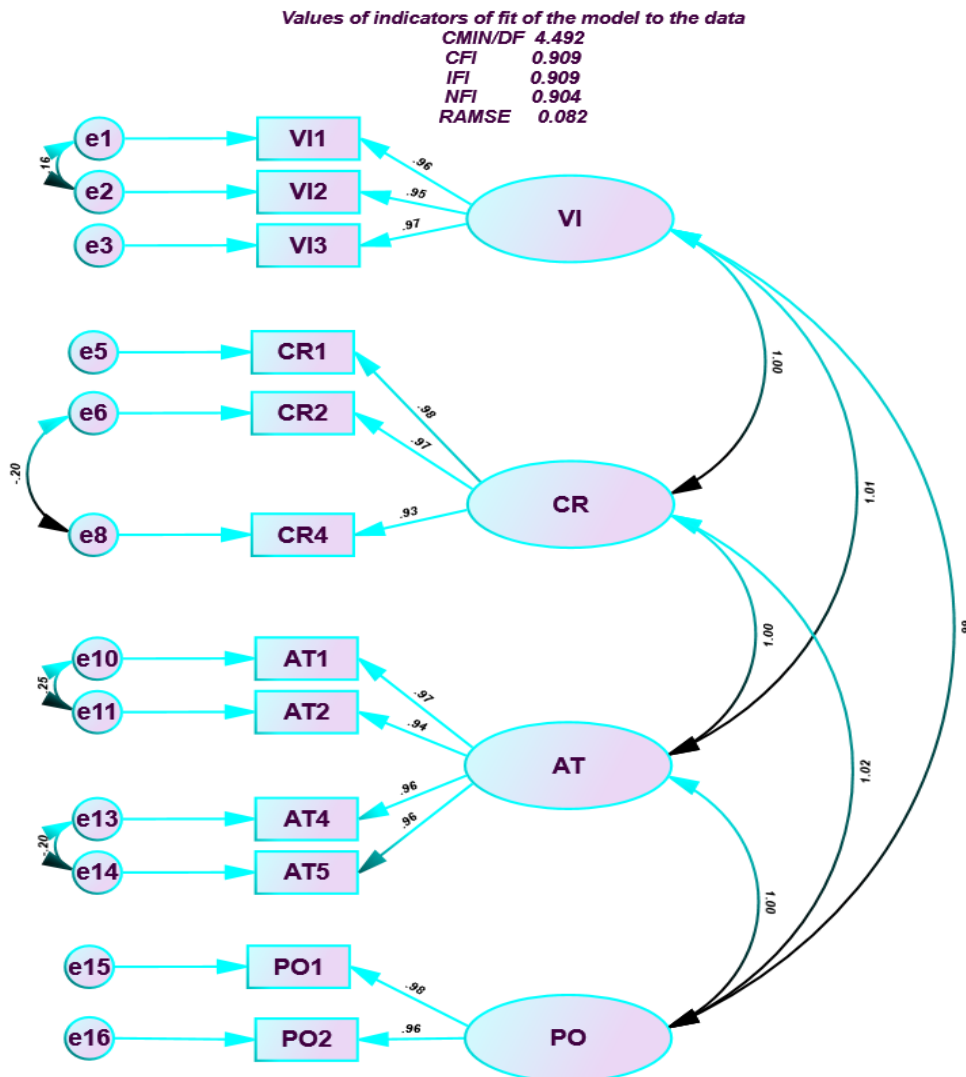 Values of indicators of fit of the model to the data
CMIN/DF 4.492
CFI 0.909
IFI 0.909
NFI 0.904
RAMSE 0.082
e1 VI1 .96
.16
e2 VI2 .95 VI
e3 VI3 .97
1.00
e5 CR1 .98
e6 CR2 .97
-.20
1.01
CR
e8 CR4 .93
1.00
e10 AT1 .97
.25
e11 AT2 .94
AT
1.02
e13 AT4 .96
-.20
e14 AT5 .96
1.00
e15 PO1 .98
e16 PO2 .96 PO